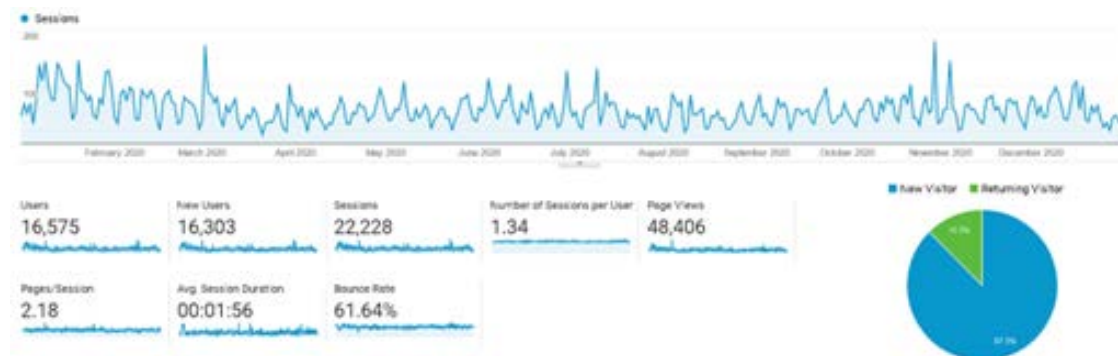 Sessions
200
100
February 2020 March 2020 April 2020 May 2020 June 2020 July 2020 August 2020 September 2020 October 2020 November 2020 December 2020
New Visitor Returning Visitor
Users New Users Sessions Number of Sessions per User Page Views
16,575 16,303 22,228 1.34 48,406
Pages/Session Avg. Session Duration Bounce Rate
2.18 00:01:56 61.64%